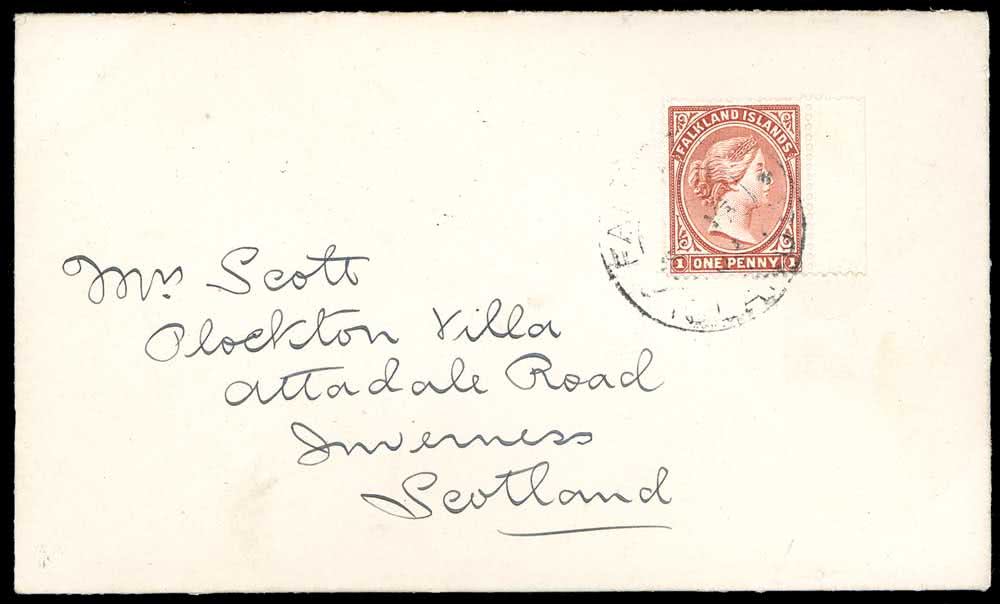 FALKLAND ISLANDS
1 ONE PENNY 1
Mrs Scott
Plockton Villa
Attadale Road
Inverness
Scotland